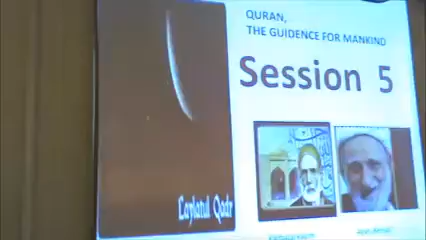 QURAN,
THE GUIDENCE FOR MANKIND
Session 5
Laylatul Qadr